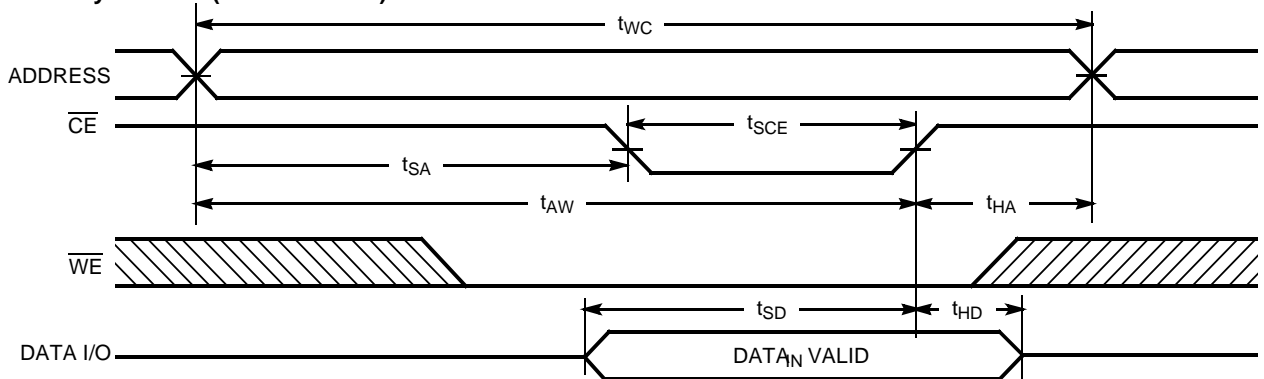 tWC
ADDRESS
CE
tSCE
tSA
tAW
tHA
WE
tSD
tHD
DATA I/O
DATAIN VALID